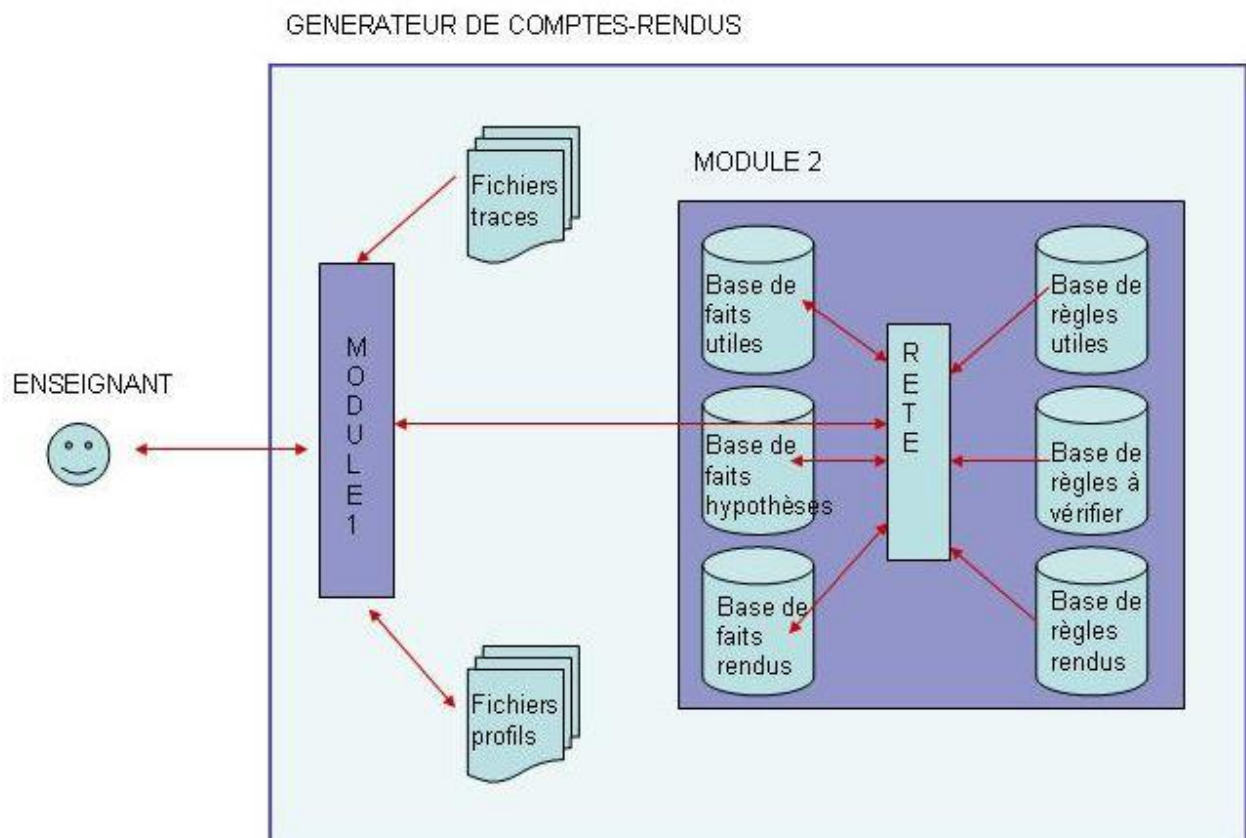 GENERATEUR DE COMPTES-RENDUS
Fichiers
traces
MODULE 2
Base de
faits
utiles
Base de
règles
utiles
M
O
D
U
L
E
1
R
E
T
E
ENSEIGNANT
Base de
faits
hypothèses
Base de
règles à
vérifier
Base de
faits
rendus
Base de
règles
rendus
Fichiers
profils